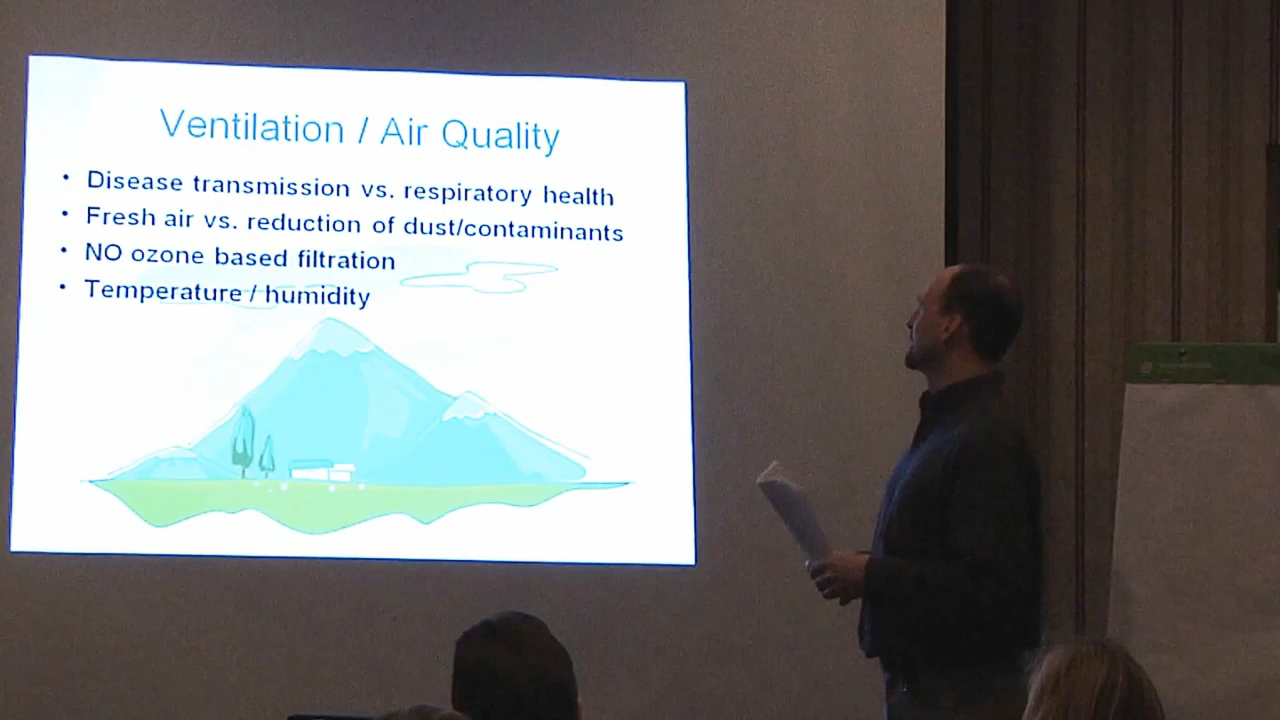 Ventilation / Air Quality
• Disease transmission vs. respiratory health
• Fresh air vs. reduction of dust/contaminants
• NO ozone based filtration
• Temperature / humidity